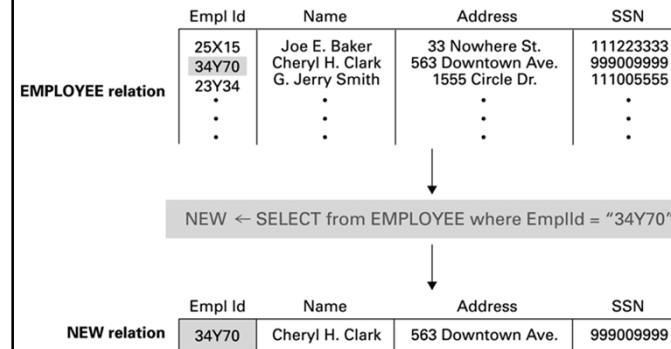 Empl Id Name Address SSN
25X15 Joe E. Baker 33 Nowhere St. 111223333
34Y70 Cheryl H. Clark 563 Downtown Ave. 999009999
23Y34 G. Jerry Smith 1555 Circle Dr. 111005555
EMPLOYEE relation
NEW ← SELECT from EMPLOYEE where EmplId = “34Y70”
Empl Id Name Address SSN
NEW relation 34Y70 Cheryl H. Clark 563 Downtown Ave. 999009999